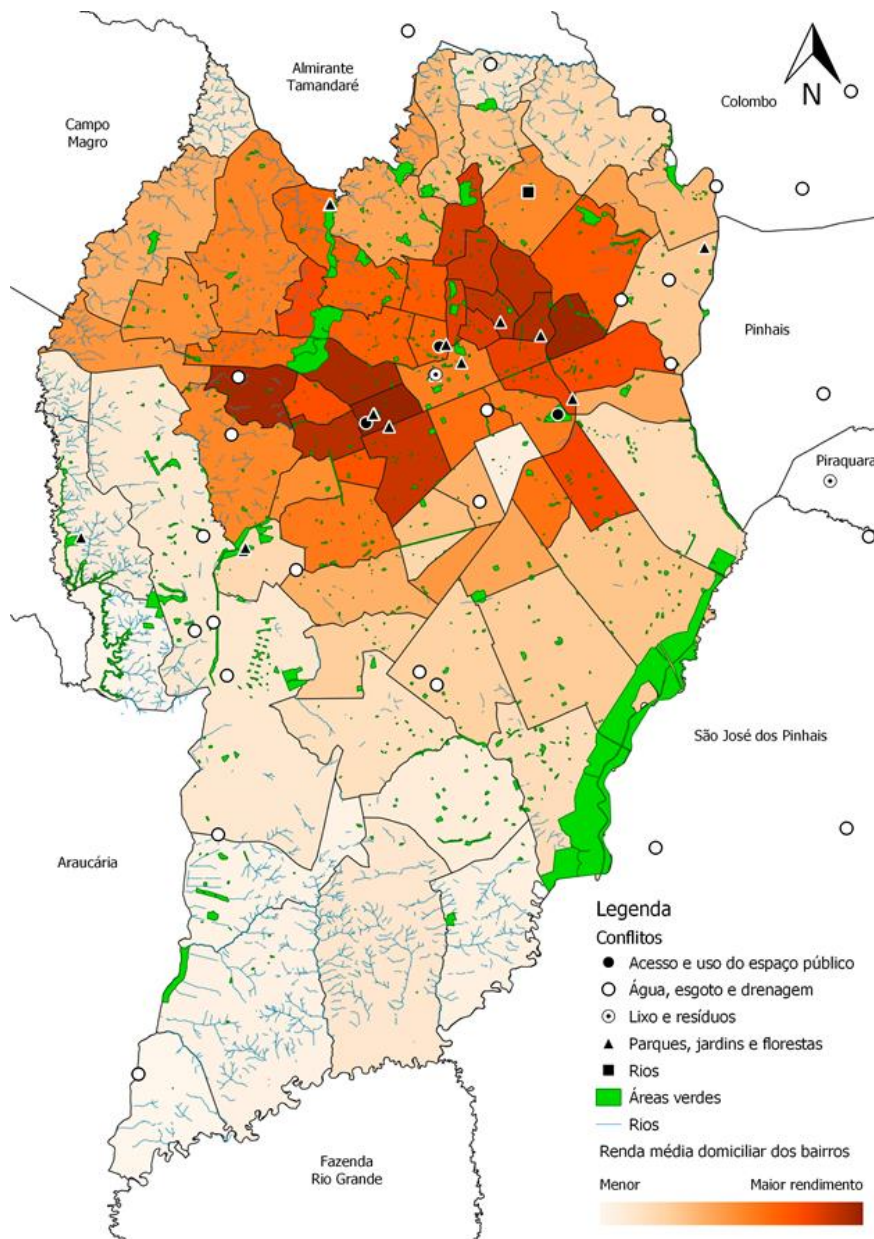 Almirante
Tamandaré
Colombo
N
Campo
Magro
Pinhais
Piraquara
São José dos Pinhais
Araucária
Legenda
Conflitos
Acesso e uso do espaço público
Água, esgoto e drenagem
Lixo e resíduos
Parques, jardins e florestas
Rios
Áreas verdes
Rios
Renda média domiciliar dos bairros
Menor
Maior rendimento
Fazenda
Rio Grande